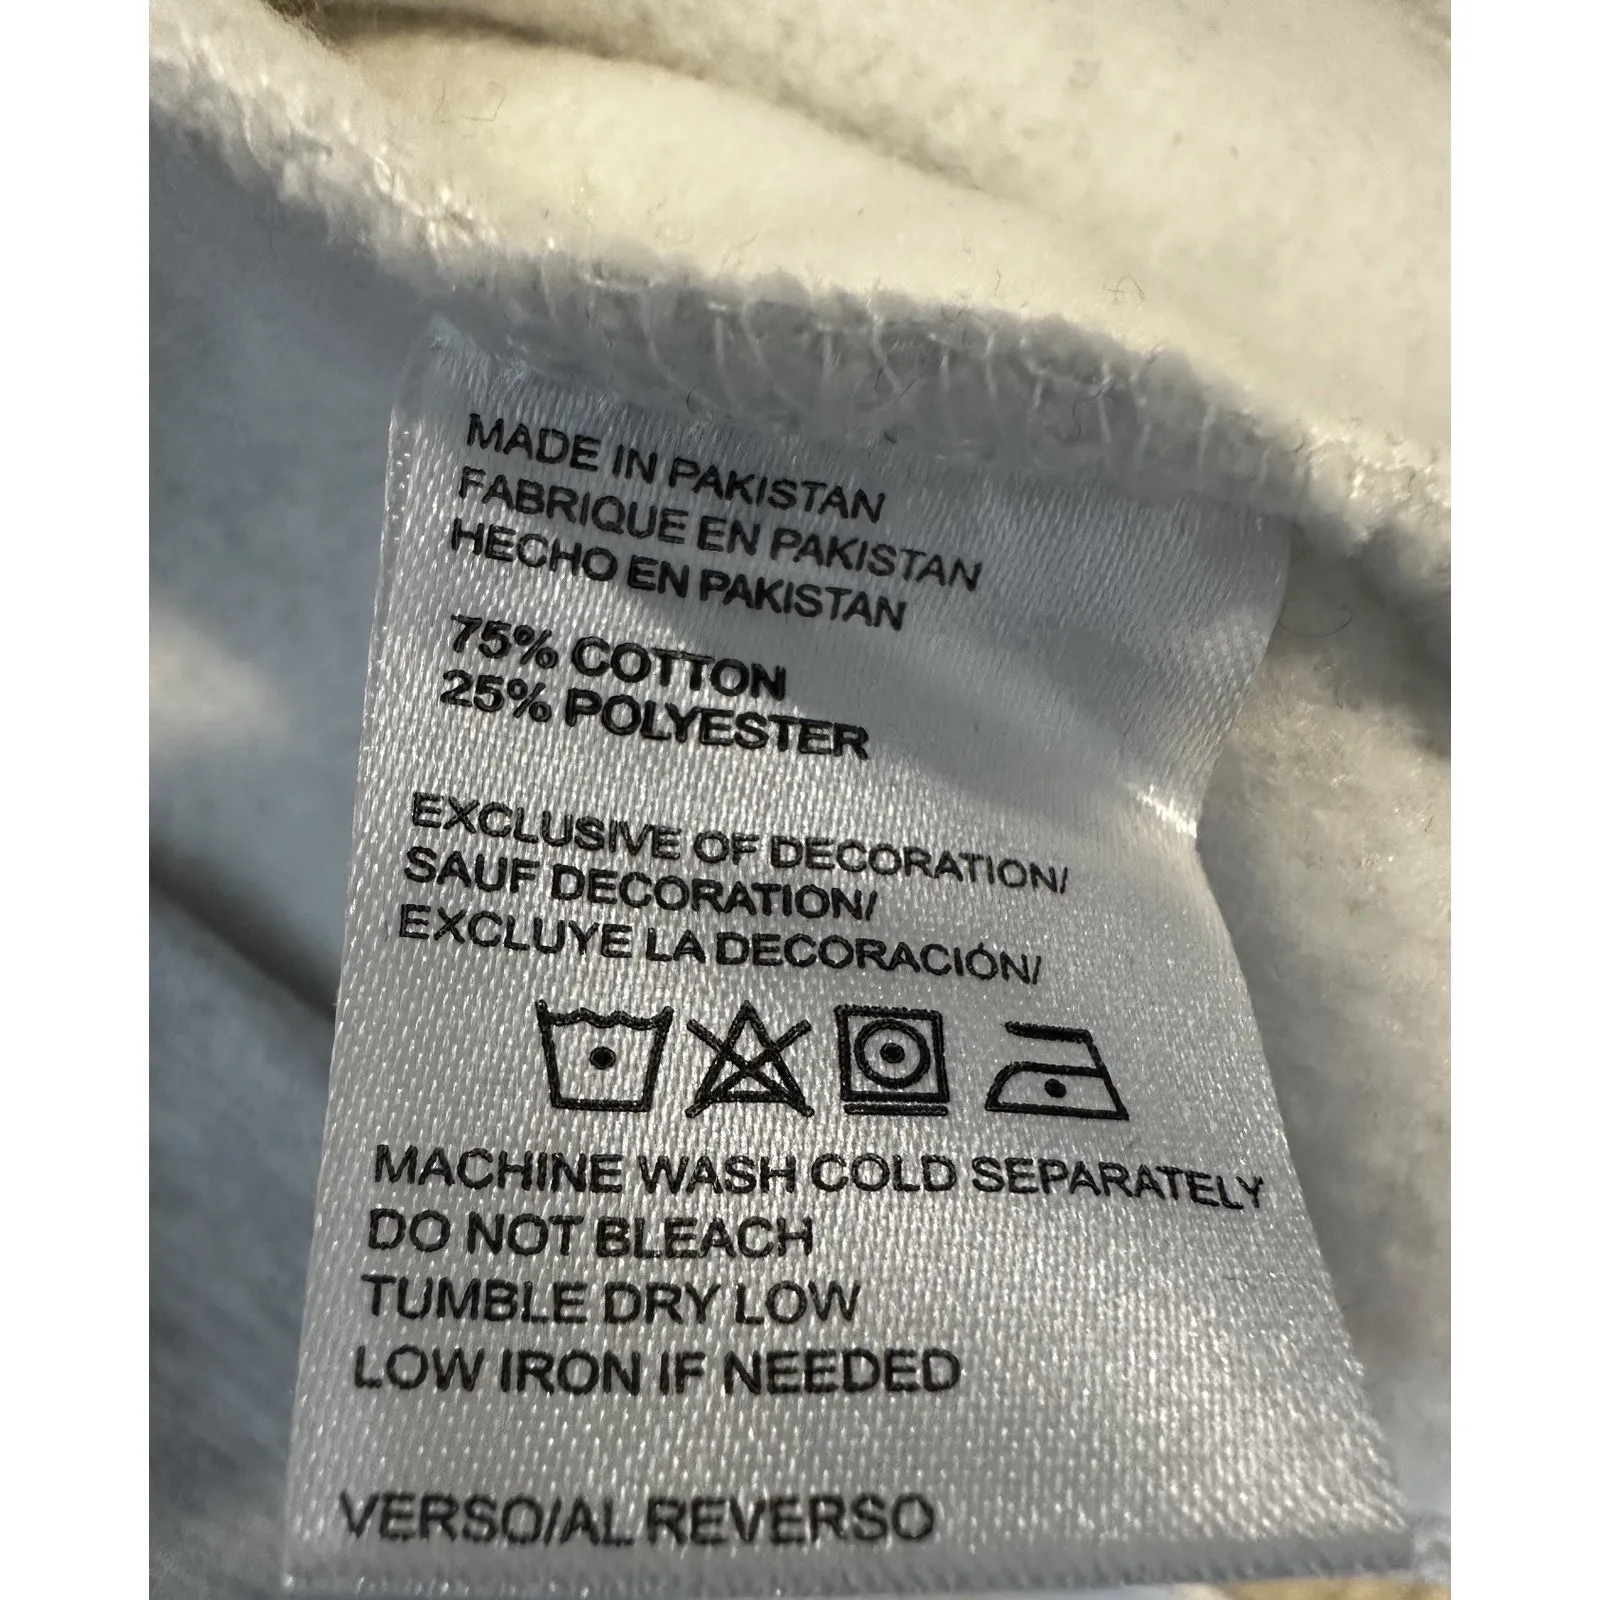 MADE IN PAKISTAN
FABRIQUE EN PAKISTAN
HECHO EN PAKISTAN
75% COTTON
25% POLYESTER
EXCLUSIVE OF DECORATION/
SAUF DECORATION/
EXCLUYE LA DECORACIÓN/
MACHINE WASH COLD SEPARATELY
DO NOT BLEACH
TUMBLE DRY LOW
LOW IRON IF NEEDED
VERSO/AL REVERSO